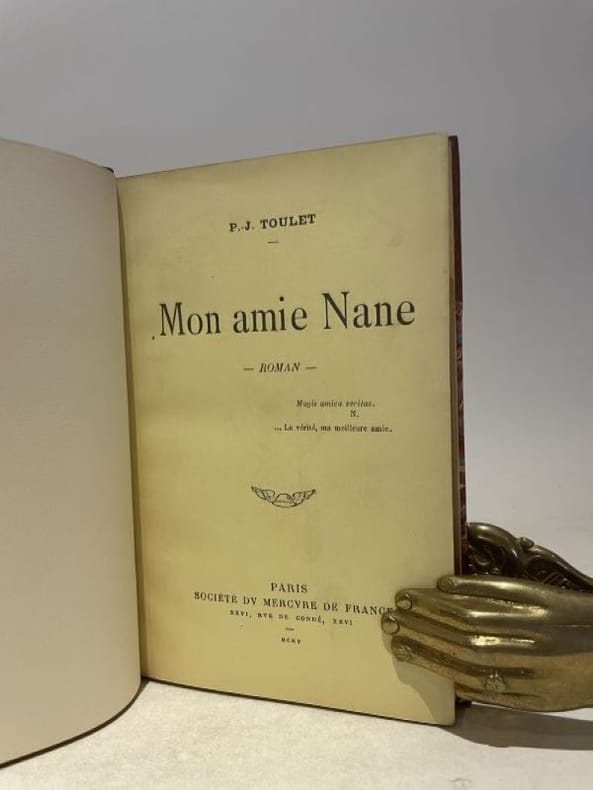 P.-J. TOULET
Mon amie Nane
— ROMAN —
Magis amica veritas.
N.
... La vérité, ma meilleure amie.
PARIS
SOCIÉTÉ DV MERCVRE DE FRANCE
XXVI, RVE DE CONDÉ, XXVI
MCMV